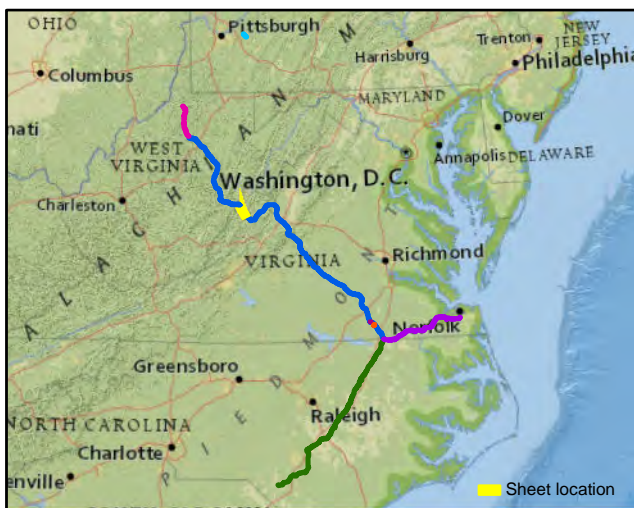 OHIO
Pittsburgh
NEW
JERSEY
Trenton
Harrisburg
Philadelphia
Columbus
MARYLAND
nati
Dover
WEST
VIRGINIA
Annapolis
DELAWARE
Washington, D.C.
Charleston
Richmond
VIRGINIA
Norfolk
Greensboro
Raleigh
NORTH CAROLINA
Charlotte
enville
A L A C H I A N M
P I E D M O N T
Sheet location